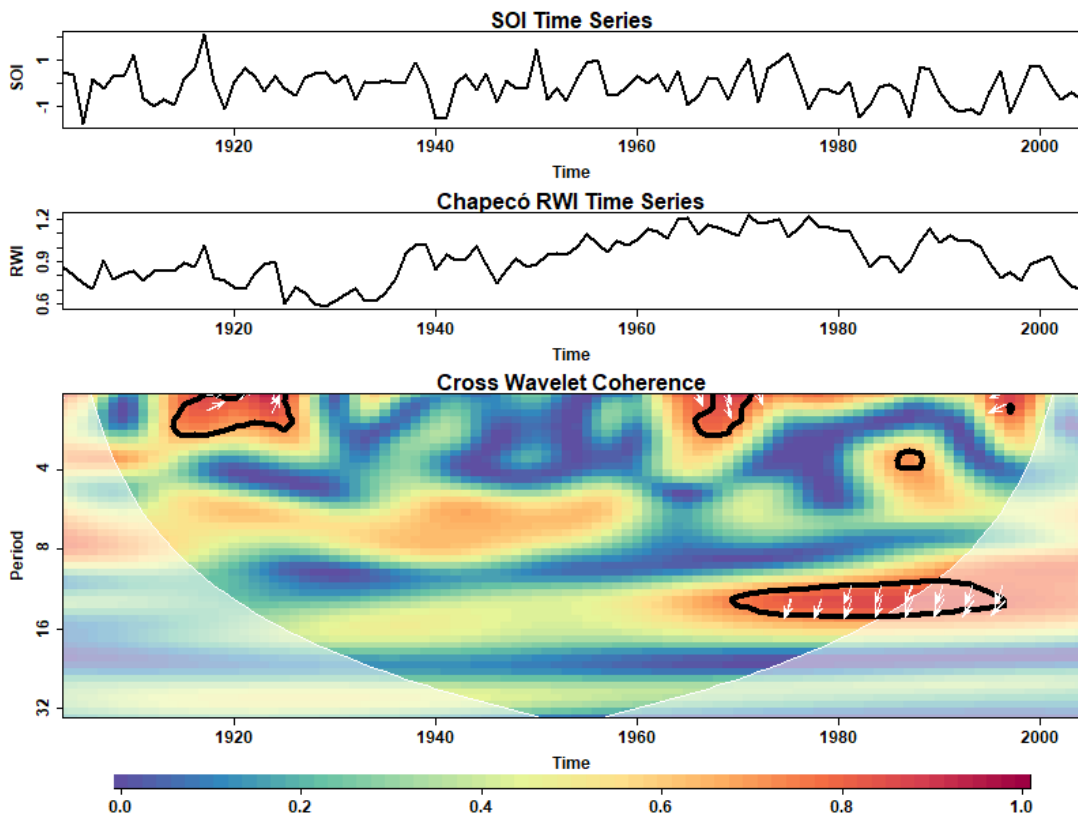 SOI Time Series
SOI
1
-1
1920 1940 1960 1980 2000
Time
Chapecó RWI Time Series
RWI
1.2
0.9
0.6
1920 1940 1960 1980 2000
Time
Cross Wavelet Coherence
Period
4
8
16
32
1920 1940 1960 1980 2000
Time
0.0 0.2 0.4 0.6 0.8 1.0